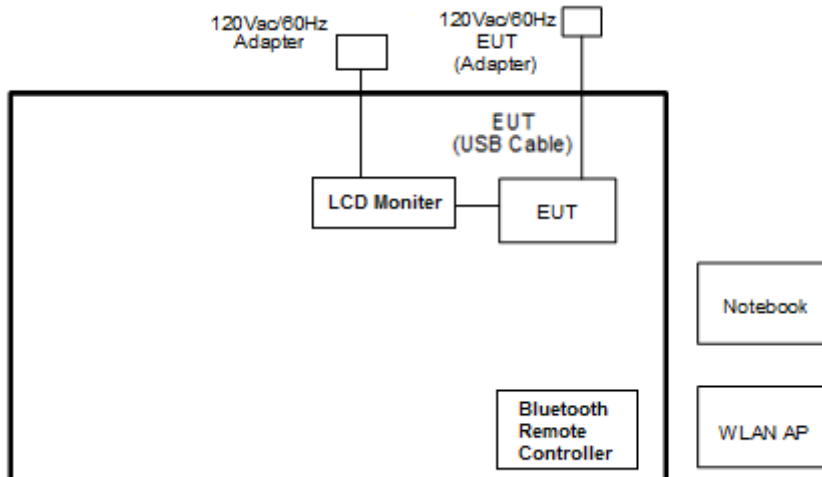 120Vac/60Hz
Adapter
120Vac/60Hz
EUT
(Adapter)
EUT
(USB Cable)
LCD Moniter
EUT
Notebook
Bluetooth
Remote
Controller
WLAN AP